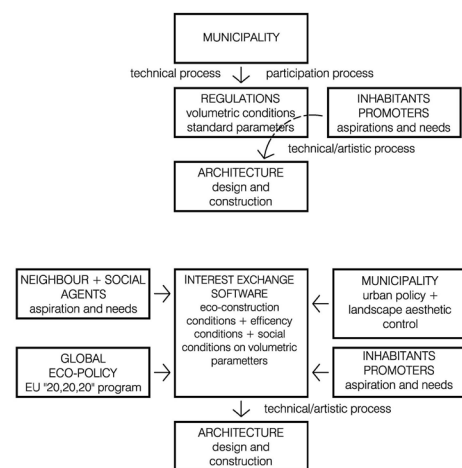 MUNICIPALITY
technical process
participation process
REGULATIONS
volumetric conditions
standard parameters
INHABITANTS
PROMOTERS
aspirations and needs
technical/artistic process
ARCHITECTURE
design and
construction
NEIGHBOUR + SOCIAL
AGENTS
aspiration and needs
INTEREST EXCHANGE
SOFTWARE
eco-construction
conditions + efficency
conditions + social
conditions on volumetric
parametters
MUNICIPALITY
urban policy +
landscape aesthetic
control
GLOBAL
ECO-POLICY
EU "20,20,20" program
INHABITANTS
PROMOTERS
aspiration and needs
technical/artistic process
ARCHITECTURE
design and
construction